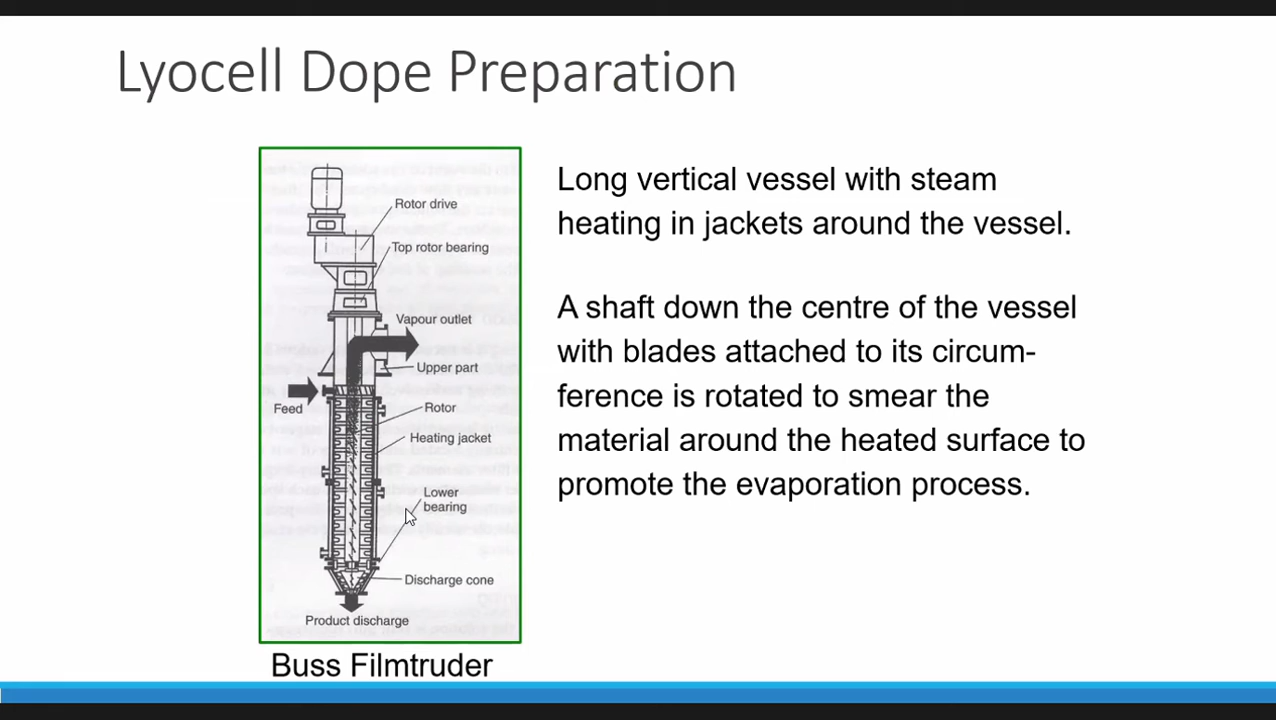 Lyocell Dope Preparation
Rotor drive
Top rotor bearing
Vapour outlet
Upper part
Feed
Rotor
Heating jacket
Lower
bearing
Discharge cone
Product discharge
Buss Filmtruder
Long vertical vessel with steam
heating in jackets around the vessel.
A shaft down the centre of the vessel
with blades attached to its circum-
ference is rotated to smear the
material around the heated surface to
promote the evaporation process.